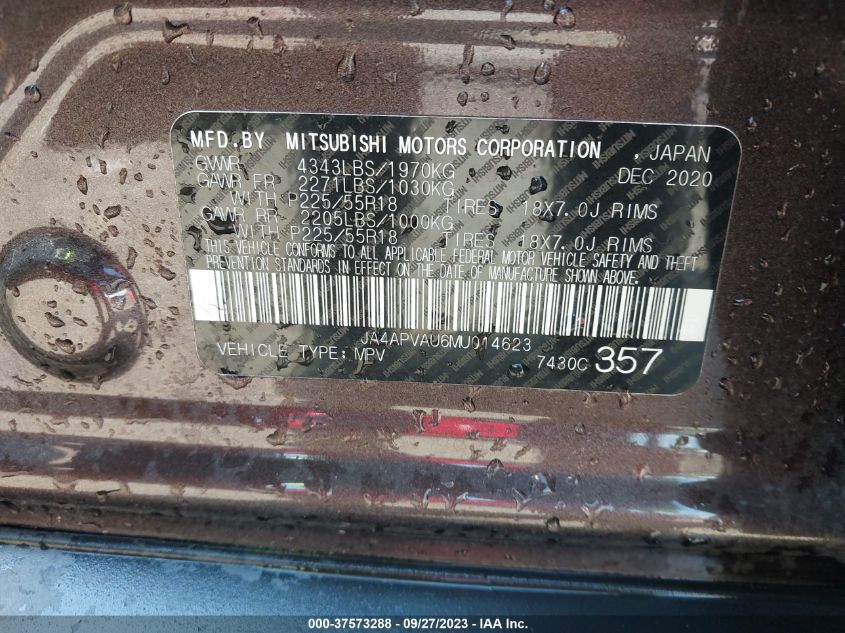 MFD.BY MITSUBISHI MOTORS CORPORATION , JAPAN
GVWR 4343LBS/1970KG DEC 2020
GAWR FR 2271LBS/1030KG
WITH P225/55R18 TIRES 18X7.0J RIMS
GAWR RR 2205LBS/1000KG
WITH P225/55R18 TIRES 18X7.0J RIMS
THIS VEHICLE CONFORMS TO ALL APPLICABLE FEDERAL MOTOR VEHICLE SAFETY AND THEFT
PREVENTION STANDARDS IN EFFECT ON THE DATE OF MANUFACTURE SHOWN ABOVE.
JA4APVAU6MU014623
VEHICLE TYPE: MPV 7430C 357
000-37573288 - 09/27/2023 - IAA Inc.